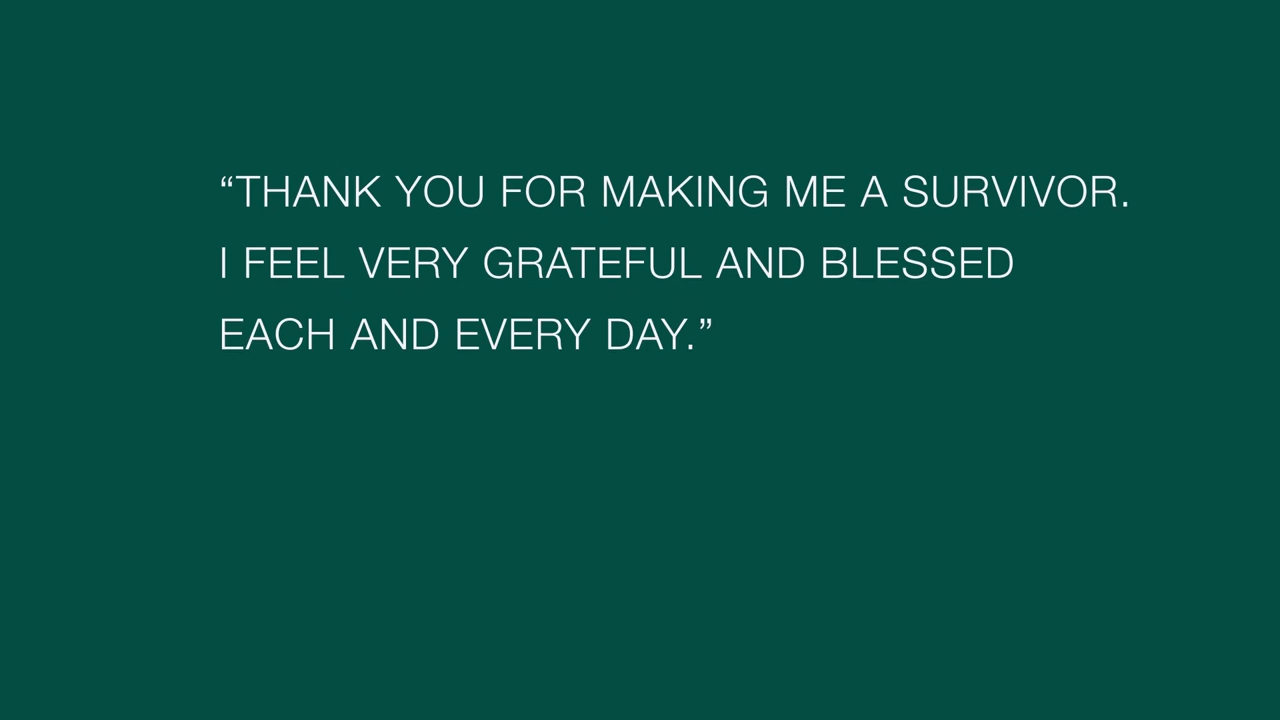 “THANK YOU FOR MAKING ME A SURVIVOR.
I FEEL VERY GRATEFUL AND BLESSED
EACH AND EVERY DAY.”